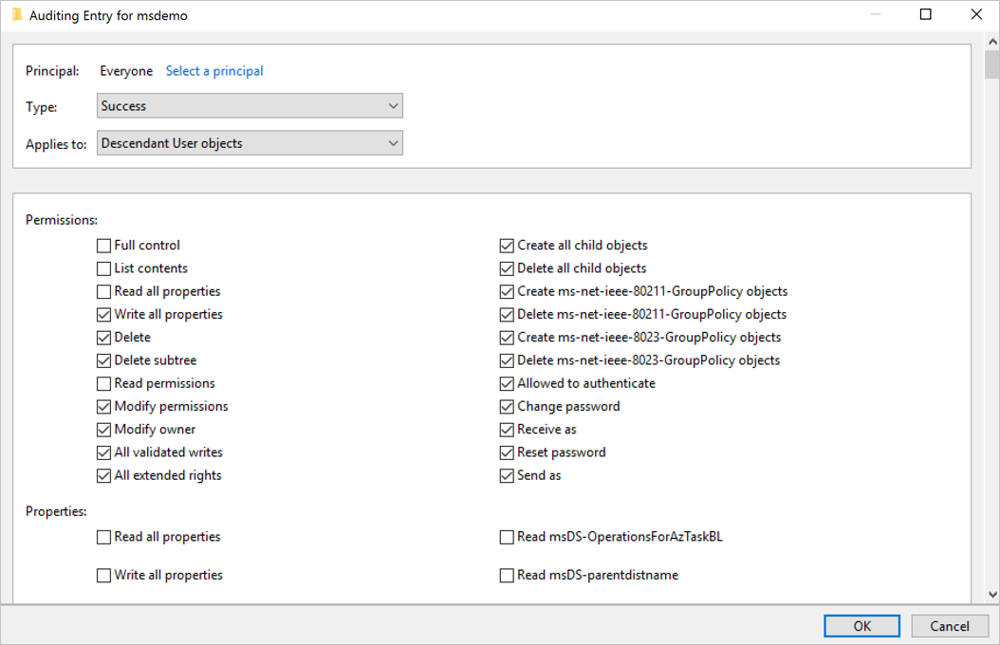 Auditing Entry for msdemo
Principal: Everyone Select a principal
Type: Success
Applies to: Descendant User objects
Permissions:
Full control Create all child objects
List contents Delete all child objects
Read all properties Create ms-net-ieee-80211-GroupPolicy objects
Write all properties Delete ms-net-ieee-80211-GroupPolicy objects
Delete Create ms-net-ieee-8023-GroupPolicy objects
Delete subtree Delete ms-net-ieee-8023-GroupPolicy objects
Read permissions Allowed to authenticate
Modify permissions Change password
Modify owner Receive as
All validated writes Reset password
All extended rights Send as
Properties:
Read all properties Read msDS-OperationsForAzTaskBL
Write all properties Read msDS-parentdistname
OK Cancel